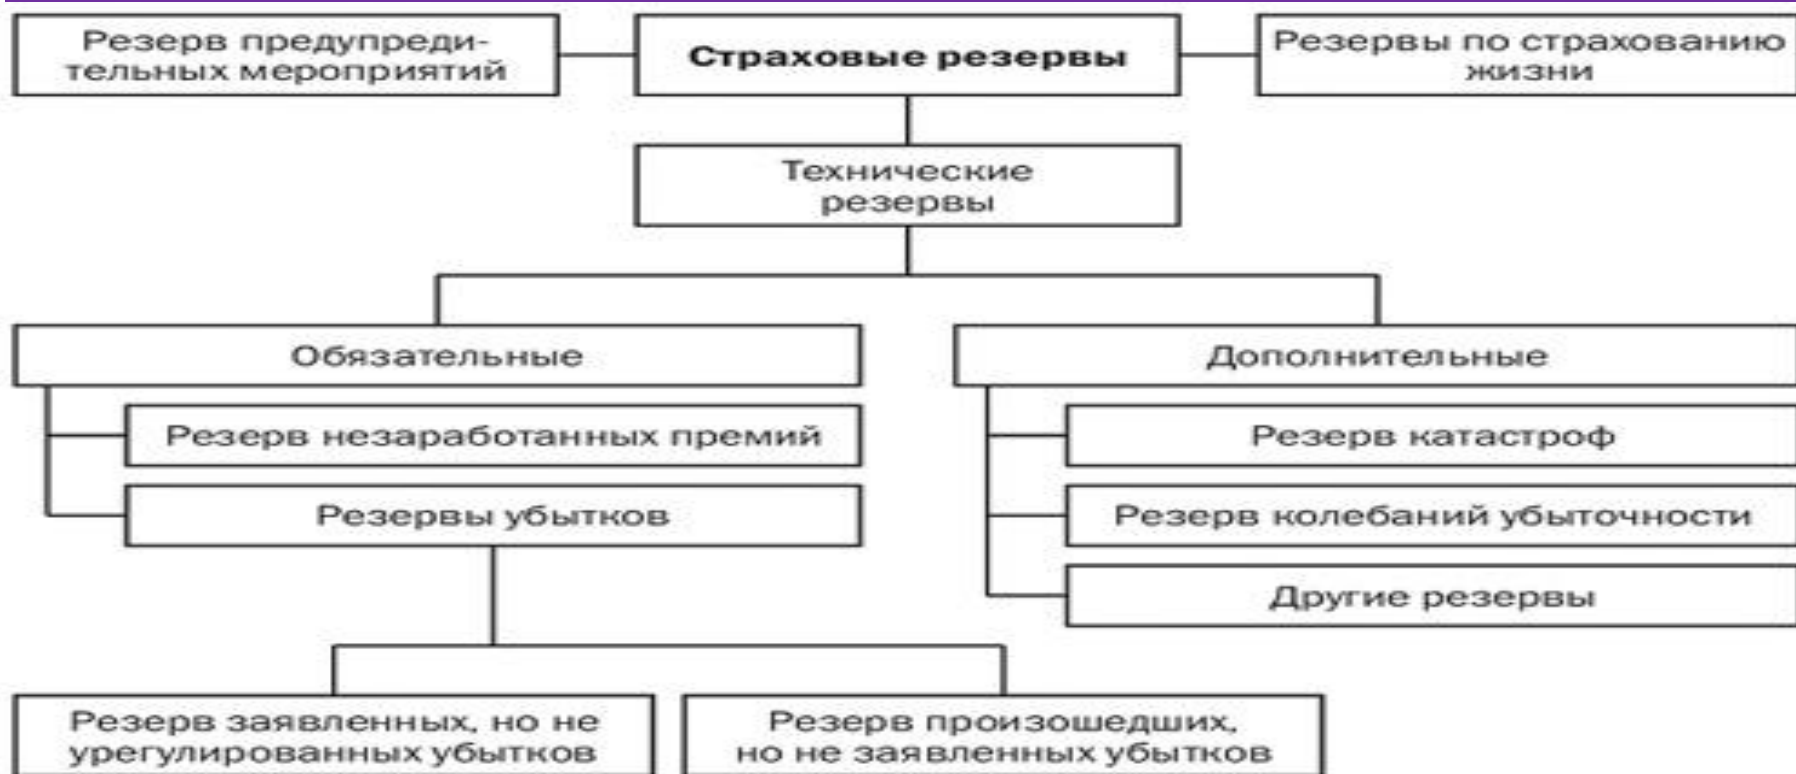 Резерв предупреди-
тельных мероприятий
Страховые резервы
Резервы по страхованию
жизни
Технические
резервы
Обязательные
Дополнительные
Резерв незаработанных премий
Резерв катастроф
Резервы убытков
Резерв колебаний убыточности
Другие резервы
Резерв заявленных, но не
урегулированных убытков
Резерв произошедших,
но не заявленных убытков